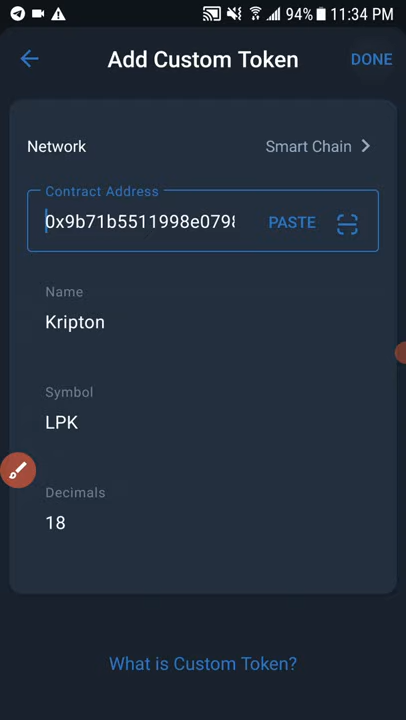 94% 11:34 PM
Add Custom Token
DONE
Network
Smart Chain
Contract Address
0x9b71b5511998e0798
PASTE
Name
Kripton
Symbol
LPK
Decimals
18
What is Custom Token?